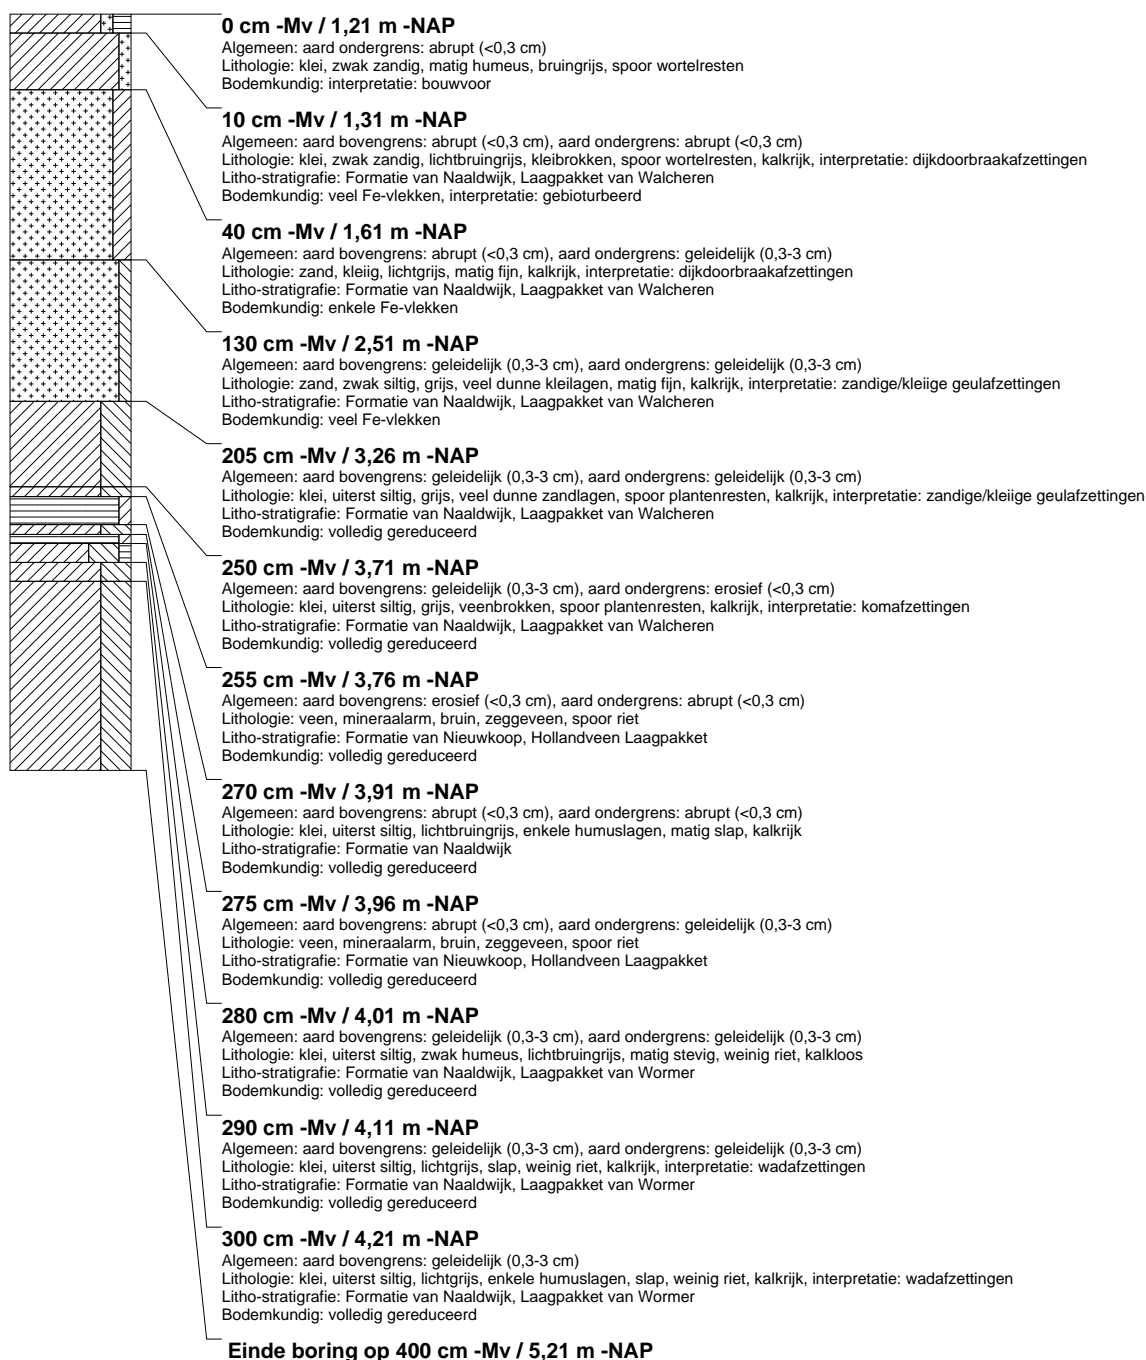 0 cm -Mv / 1,21 m -NAP
Algemeen: aard ondergrens: abrupt (<0,3 cm)
Lithologie: klei, zwak zandig, matig humeus, bruingrijs, spoor wortelresten
Bodemkundig: interpretatie: bouwvoor
10 cm -Mv / 1,31 m -NAP
Algemeen: aard bovengrens: abrupt (<0,3 cm), aard ondergrens: abrupt (<0,3 cm)
Lithologie: klei, zwak zandig, lichtbruingrijs, kleibrokken, spoor wortelresten, kalkrijk, interpretatie: dijkdoorbraakafzettingen
Litho-stratigrafie: Formatie van Naaldwijk, Laagpakket van Walcheren
Bodemkundig: veel Fe-vlekken, interpretatie: gebioturbeerd
40 cm -Mv / 1,61 m -NAP
Algemeen: aard bovengrens: abrupt (<0,3 cm), aard ondergrens: geleidelijk (0,3-3 cm)
Lithologie: zand, kleiig, lichtgrijs, matig fijn, kalkrijk, interpretatie: dijkdoorbraakafzettingen
Litho-stratigrafie: Formatie van Naaldwijk, Laagpakket van Walcheren
Bodemkundig: enkele Fe-vlekken
130 cm -Mv / 2,51 m -NAP
Algemeen: aard bovengrens: geleidelijk (0,3-3 cm), aard ondergrens: geleidelijk (0,3-3 cm)
Lithologie: zand, zwak siltig, grijs, veel dunne kleilagen, matig fijn, kalkrijk, interpretatie: zandige/kleiige geulafzettingen
Litho-stratigrafie: Formatie van Naaldwijk, Laagpakket van Walcheren
Bodemkundig: veel Fe-vlekken
205 cm -Mv / 3,26 m -NAP
Algemeen: aard bovengrens: geleidelijk (0,3-3 cm), aard ondergrens: geleidelijk (0,3-3 cm)
Lithologie: klei, uiterst siltig, grijs, veel dunne zandlagen, spoor plantenresten, kalkrijk, interpretatie: zandige/kleiige geulafzettingen
Litho-stratigrafie: Formatie van Naaldwijk, Laagpakket van Walcheren
Bodemkundig: volledig gereduceerd
250 cm -Mv / 3,71 m -NAP
Algemeen: aard bovengrens: geleidelijk (0,3-3 cm), aard ondergrens: erosief (<0,3 cm)
Lithologie: klei, uiterst siltig, grijs, veenbrokken, spoor plantenresten, kalkrijk, interpretatie: komafzettingen
Litho-stratigrafie: Formatie van Naaldwijk, Laagpakket van Walcheren
Bodemkundig: volledig gereduceerd
255 cm -Mv / 3,76 m -NAP
Algemeen: aard bovengrens: erosief (<0,3 cm), aard ondergrens: abrupt (<0,3 cm)
Lithologie: veen, mineraalarm, bruin, zeggeveen, spoor riet
Litho-stratigrafie: Formatie van Nieuwkoop, Hollandveen Laagpakket
Bodemkundig: volledig gereduceerd
270 cm -Mv / 3,91 m -NAP
Algemeen: aard bovengrens: abrupt (<0,3 cm), aard ondergrens: abrupt (<0,3 cm)
Lithologie: klei, uiterst siltig, lichtbruingrijs, enkele humuslagen, matig slap, kalkrijk
Litho-stratigrafie: Formatie van Naaldwijk
Bodemkundig: volledig gereduceerd
275 cm -Mv / 3,96 m -NAP
Algemeen: aard bovengrens: abrupt (<0,3 cm), aard ondergrens: geleidelijk (0,3-3 cm)
Lithologie: veen, mineraalarm, bruin, zeggeveen, spoor riet
Litho-stratigrafie: Formatie van Nieuwkoop, Hollandveen Laagpakket
Bodemkundig: volledig gereduceerd
280 cm -Mv / 4,01 m -NAP
Algemeen: aard bovengrens: geleidelijk (0,3-3 cm), aard ondergrens: geleidelijk (0,3-3 cm)
Lithologie: klei, uiterst siltig, zwak humeus, lichtbruingrijs, matig stevig, weinig riet, kalkloos
Litho-stratigrafie: Formatie van Naaldwijk, Laagpakket van Wormer
Bodemkundig: volledig gereduceerd
290 cm -Mv / 4,11 m -NAP
Algemeen: aard bovengrens: geleidelijk (0,3-3 cm), aard ondergrens: geleidelijk (0,3-3 cm)
Lithologie: klei, uiterst siltig, lichtgrijs, slap, weinig riet, kalkrijk, interpretatie: wadafzettingen
Litho-stratigrafie: Formatie van Naaldwijk, Laagpakket van Wormer
Bodemkundig: volledig gereduceerd
300 cm -Mv / 4,21 m -NAP
Algemeen: aard bovengrens: geleidelijk (0,3-3 cm)
Lithologie: klei, uiterst siltig, lichtgrijs, enkele humuslagen, slap, weinig riet, kalkrijk, interpretatie: wadafzettingen
Litho-stratigrafie: Formatie van Naaldwijk, Laagpakket van Wormer
Bodemkundig: volledig gereduceerd
Einde boring op 400 cm -Mv / 5,21 m -NAP